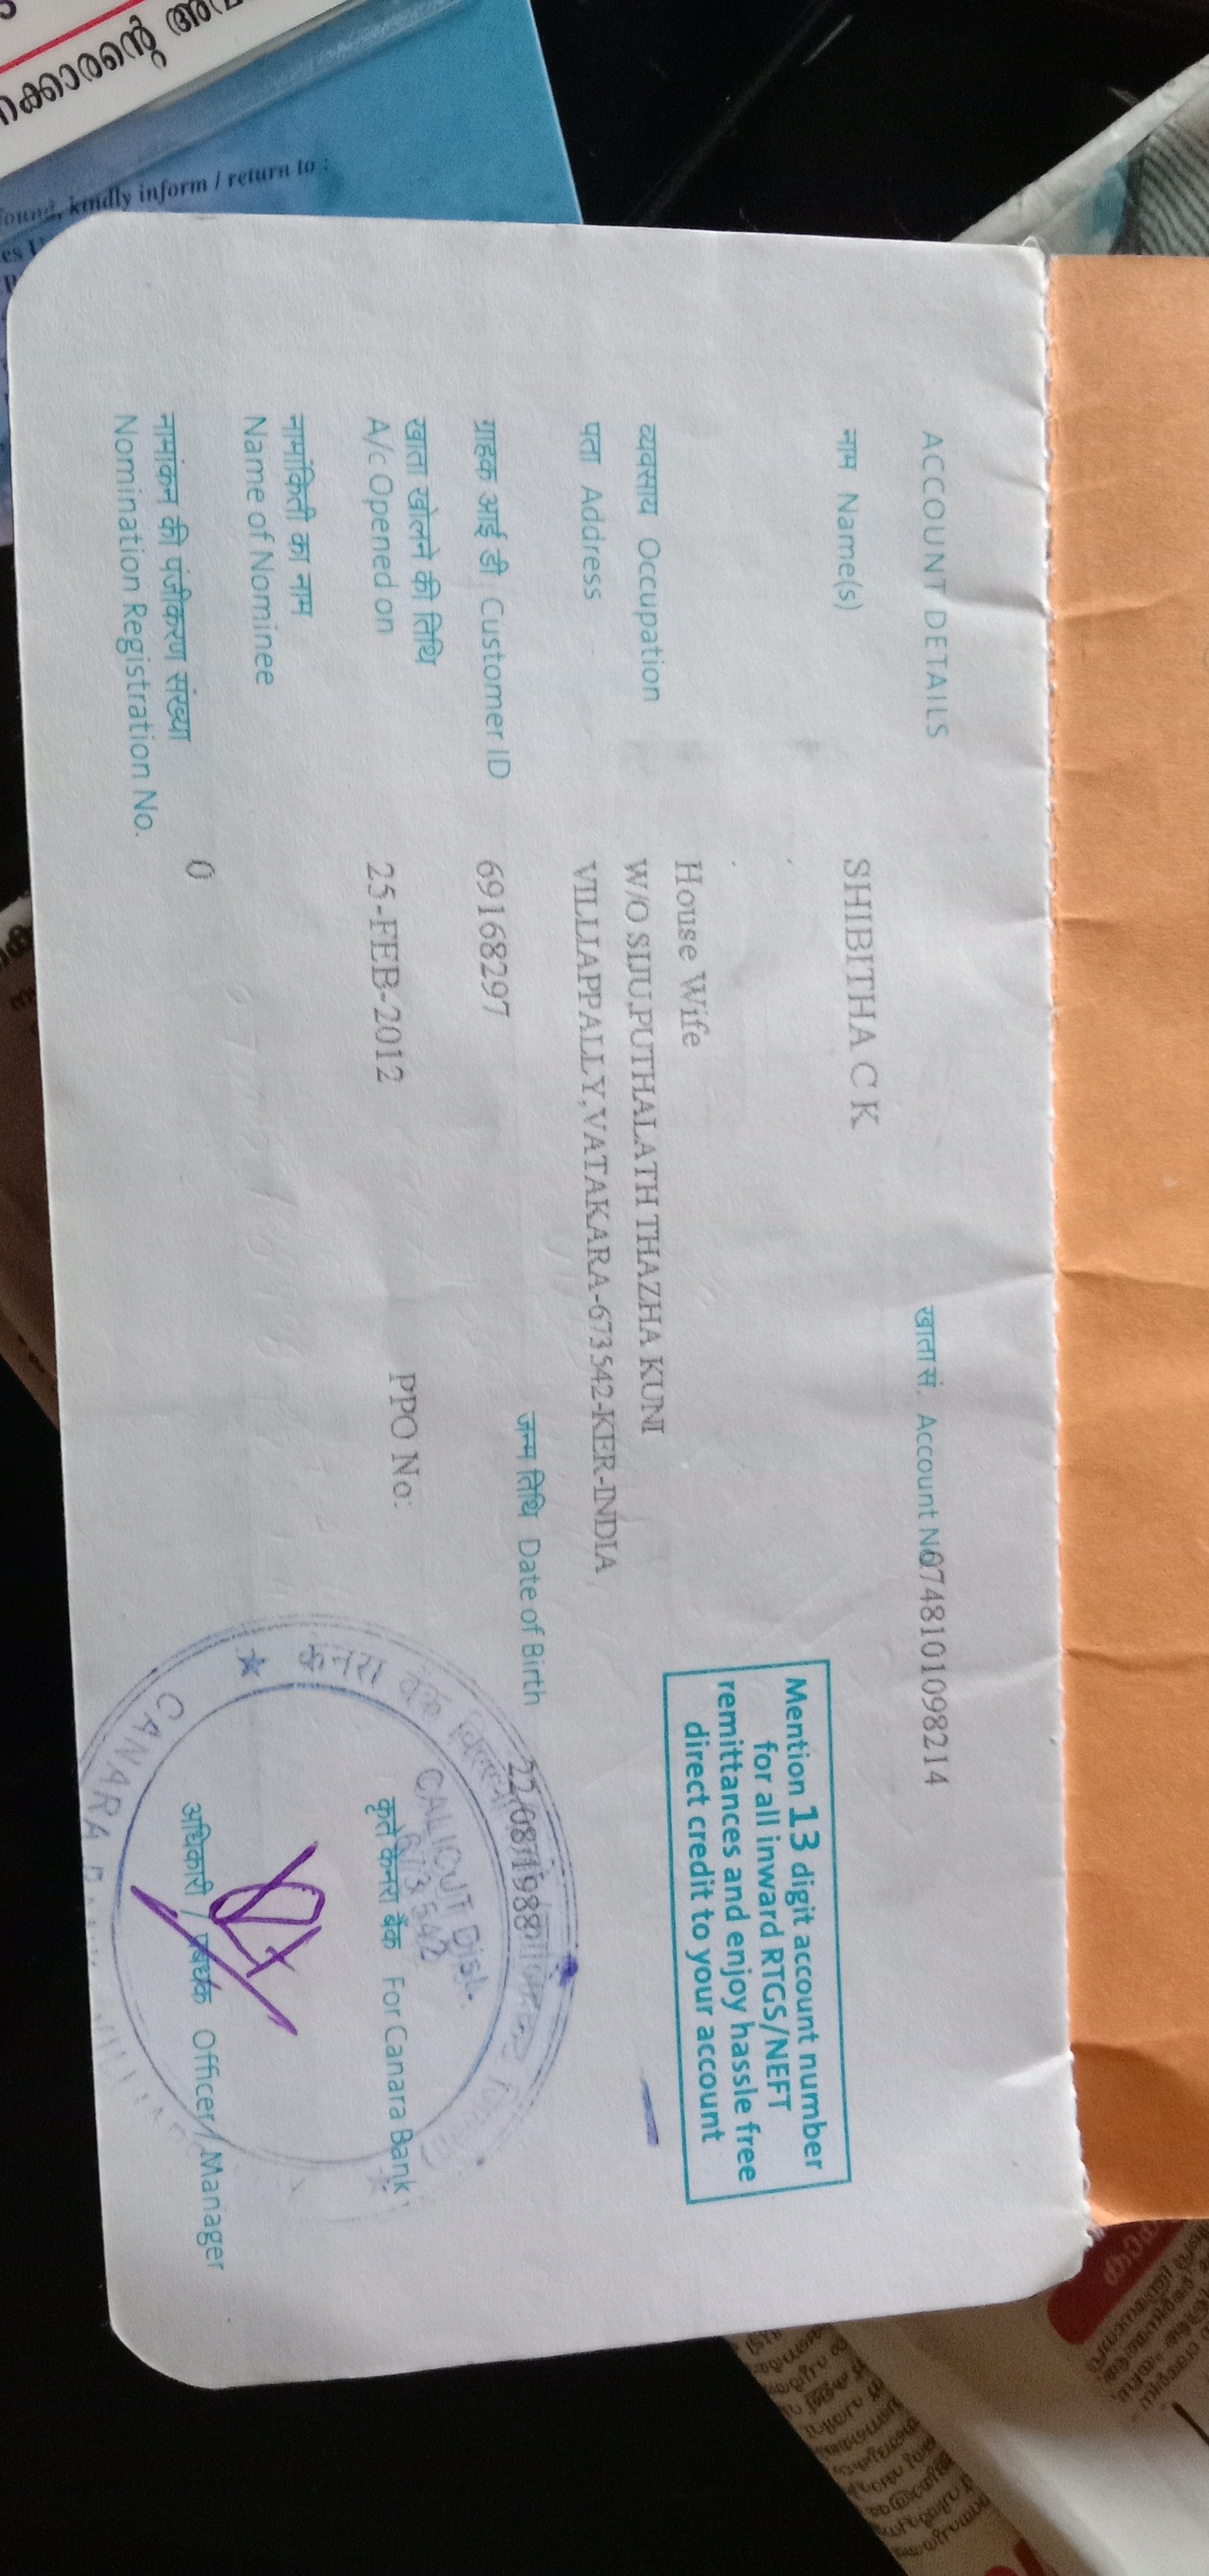 ക്കാരന്റെ
found, kindly inform / return to :
ACCOUNT DETAILS
खाता सं. Account No 0748101098214
नाम Name(s) SHIBITHA C K
Mention 13 digit account number
for all inward RTGS/NEFT
remittances and enjoy hassle free
direct credit to your account
House Wife
व्यवसाय Occupation W/O SIJU,PUTHALATH THAZHA KUNI
पता Address VILLIAPPALLY,VATAKARA-673542-KER-INDIA
ग्राहक आई डी Customer ID 69168297
जन्म तिथि Date of Birth 22/08/1988
खाता खोलने की तिथि
A/c Opened on 25-FEB-2012
PPO No:
नामांकिती का नाम
Name of Nominee
नामांकन की पंजीकरण संख्या
Nomination Registration No. 0
कृते केनरा बैंक For Canara Bank
अधिकारी / प्रबंधक Officer / Manager
केनरा बैंक
CALICUT Dist.
673 542
CANARA